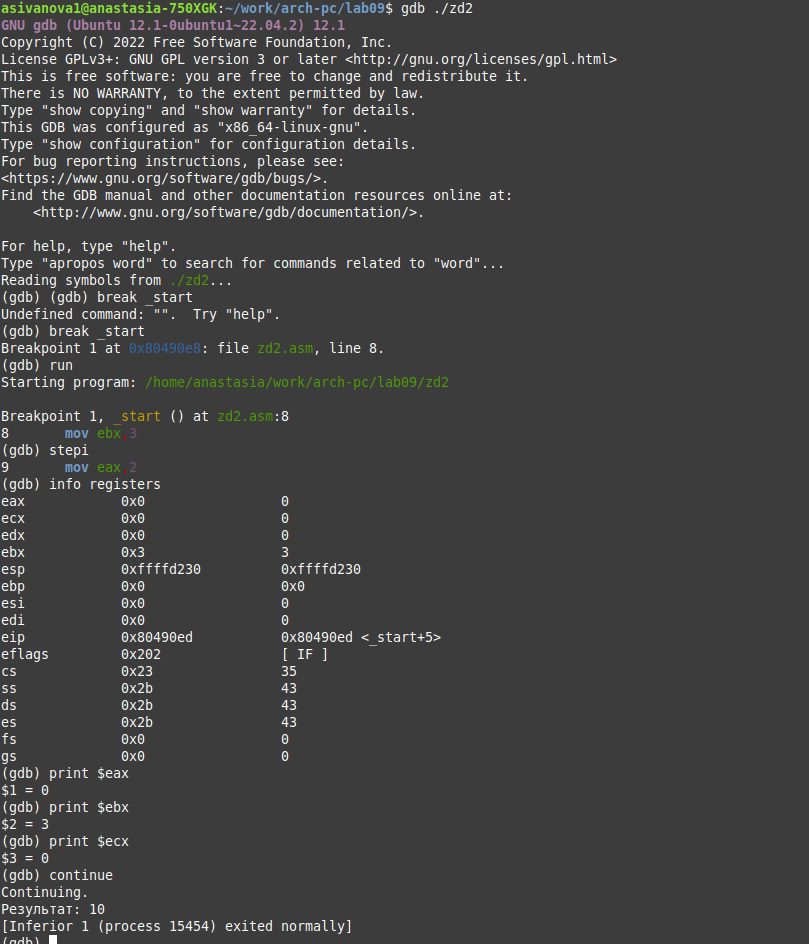 asivanova1@anastasia-750XGK:~/work/arch-pc/lab09$ gdb ./zd2
GNU gdb (Ubuntu 12.1-0ubuntu1~22.04.2) 12.1
Copyright (C) 2022 Free Software Foundation, Inc.
License GPLv3+: GNU GPL version 3 or later <http://gnu.org/licenses/gpl.html>
This is free software: you are free to change and redistribute it.
There is NO WARRANTY, to the extent permitted by law.
Type "show copying" and "show warranty" for details.
This GDB was configured as "x86_64-linux-gnu".
Type "show configuration" for configuration details.
For bug reporting instructions, please see:
<https://www.gnu.org/software/gdb/bugs/>.
Find the GDB manual and other documentation resources online at:
    <http://www.gnu.org/software/gdb/documentation/>.

For help, type "help".
Type "apropos word" to search for commands related to "word"...
Reading symbols from ./zd2...
(gdb) (gdb) break _start
Undefined command: "".  Try "help".
(gdb) break _start
Breakpoint 1 at 0x80490e8: file zd2.asm, line 8.
(gdb) run
Starting program: /home/anastasia/work/arch-pc/lab09/zd2

Breakpoint 1, _start () at zd2.asm:8
8       mov ebx,3
(gdb) stepi
9       mov eax,2
(gdb) info registers
eax            0x0                 0
ecx            0x0                 0
edx            0x0                 0
ebx            0x3                 3
esp            0xffffd230          0xffffd230
ebp            0x0                 0x0
esi            0x0                 0
edi            0x0                 0
eip            0x80490ed           0x80490ed <_start+5>
eflags         0x202               [ IF ]
cs             0x23                35
ss             0x2b                43
ds             0x2b                43
es             0x2b                43
fs             0x0                 0
gs             0x0                 0
(gdb) print $eax
$1 = 0
(gdb) print $ebx
$2 = 3
(gdb) print $ecx
$3 = 0
(gdb) continue
Continuing.
Результат: 10
[Inferior 1 (process 15454) exited normally]
(gdb)